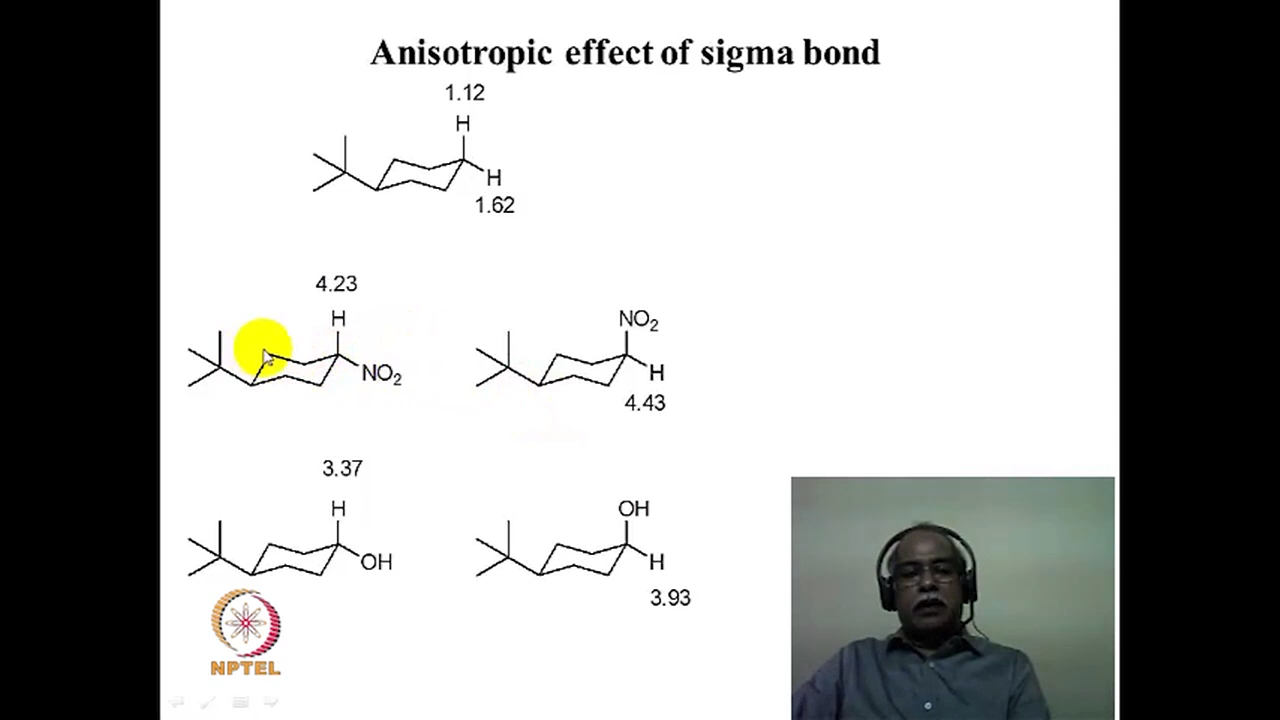 Anisotropic effect of sigma bond
1.12
H
H
1.62
4.23
H
NO2
NO2
H
4.43
3.37
H
OH
OH
H
3.93
NPTEL